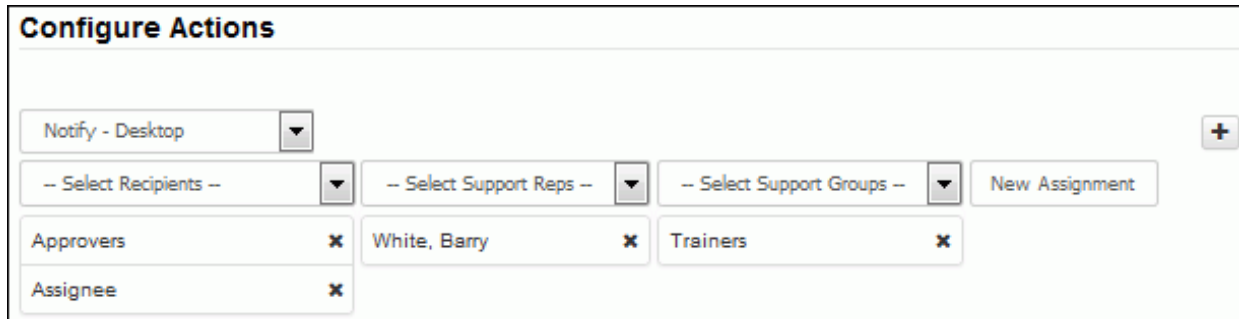 Configure Actions
Notify - Desktop
-- Select Recipients -- -- Select Support Reps -- -- Select Support Groups -- New Assignment
Approvers White, Barry Trainers
Assignee